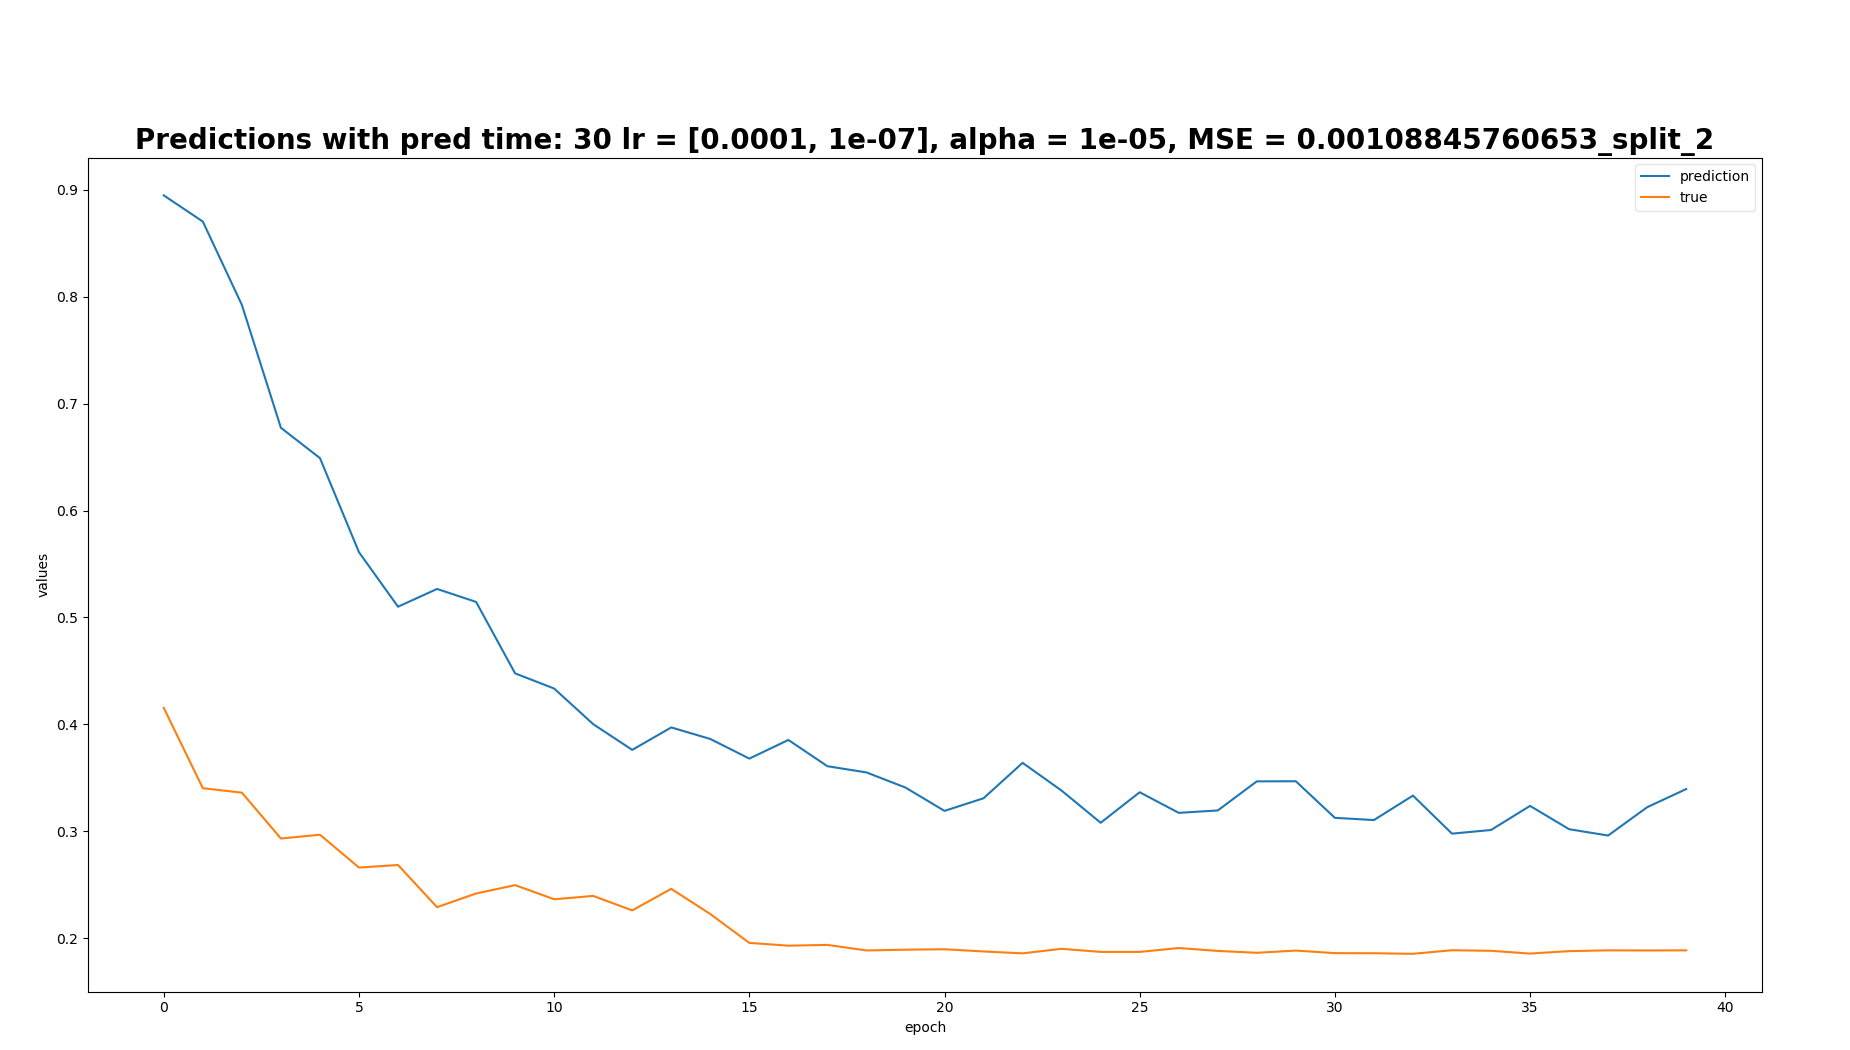 Predictions with pred time: 30 lr = [0.0001, 1e-07], alpha = 1e-05, MSE = 0.00108845760653_split_2
prediction
true
0.9
0.8
0.7
0.6
0.5
0.4
0.3
0.2
values
0 5 10 15 20 25 30 35 40
epoch